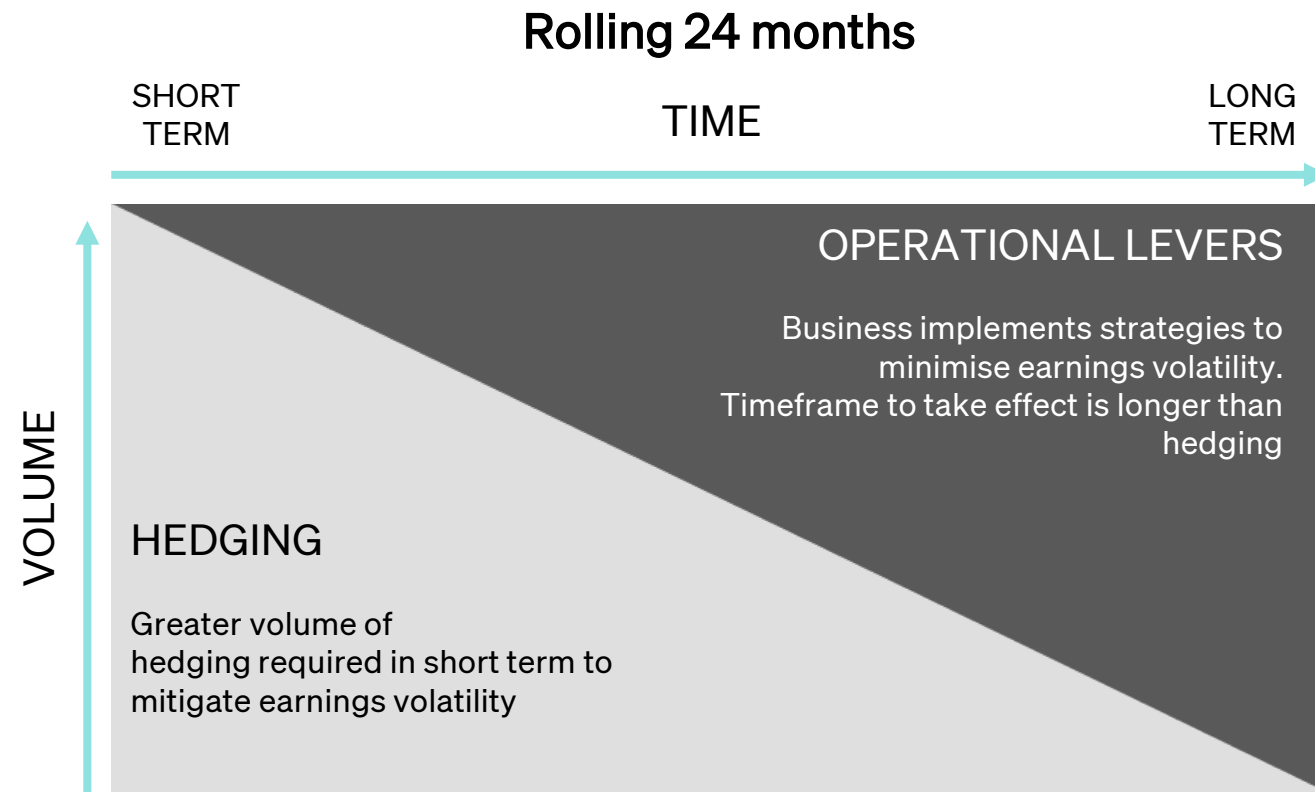 Rolling 24 months
SHORT
TERM
TIME
LONG
TERM
VOLUME
OPERATIONAL LEVERS
Business implements strategies to
minimise earnings volatility.
Timeframe to take effect is longer than
hedging
HEDGING
Greater volume of
hedging required in short term to
mitigate earnings volatility